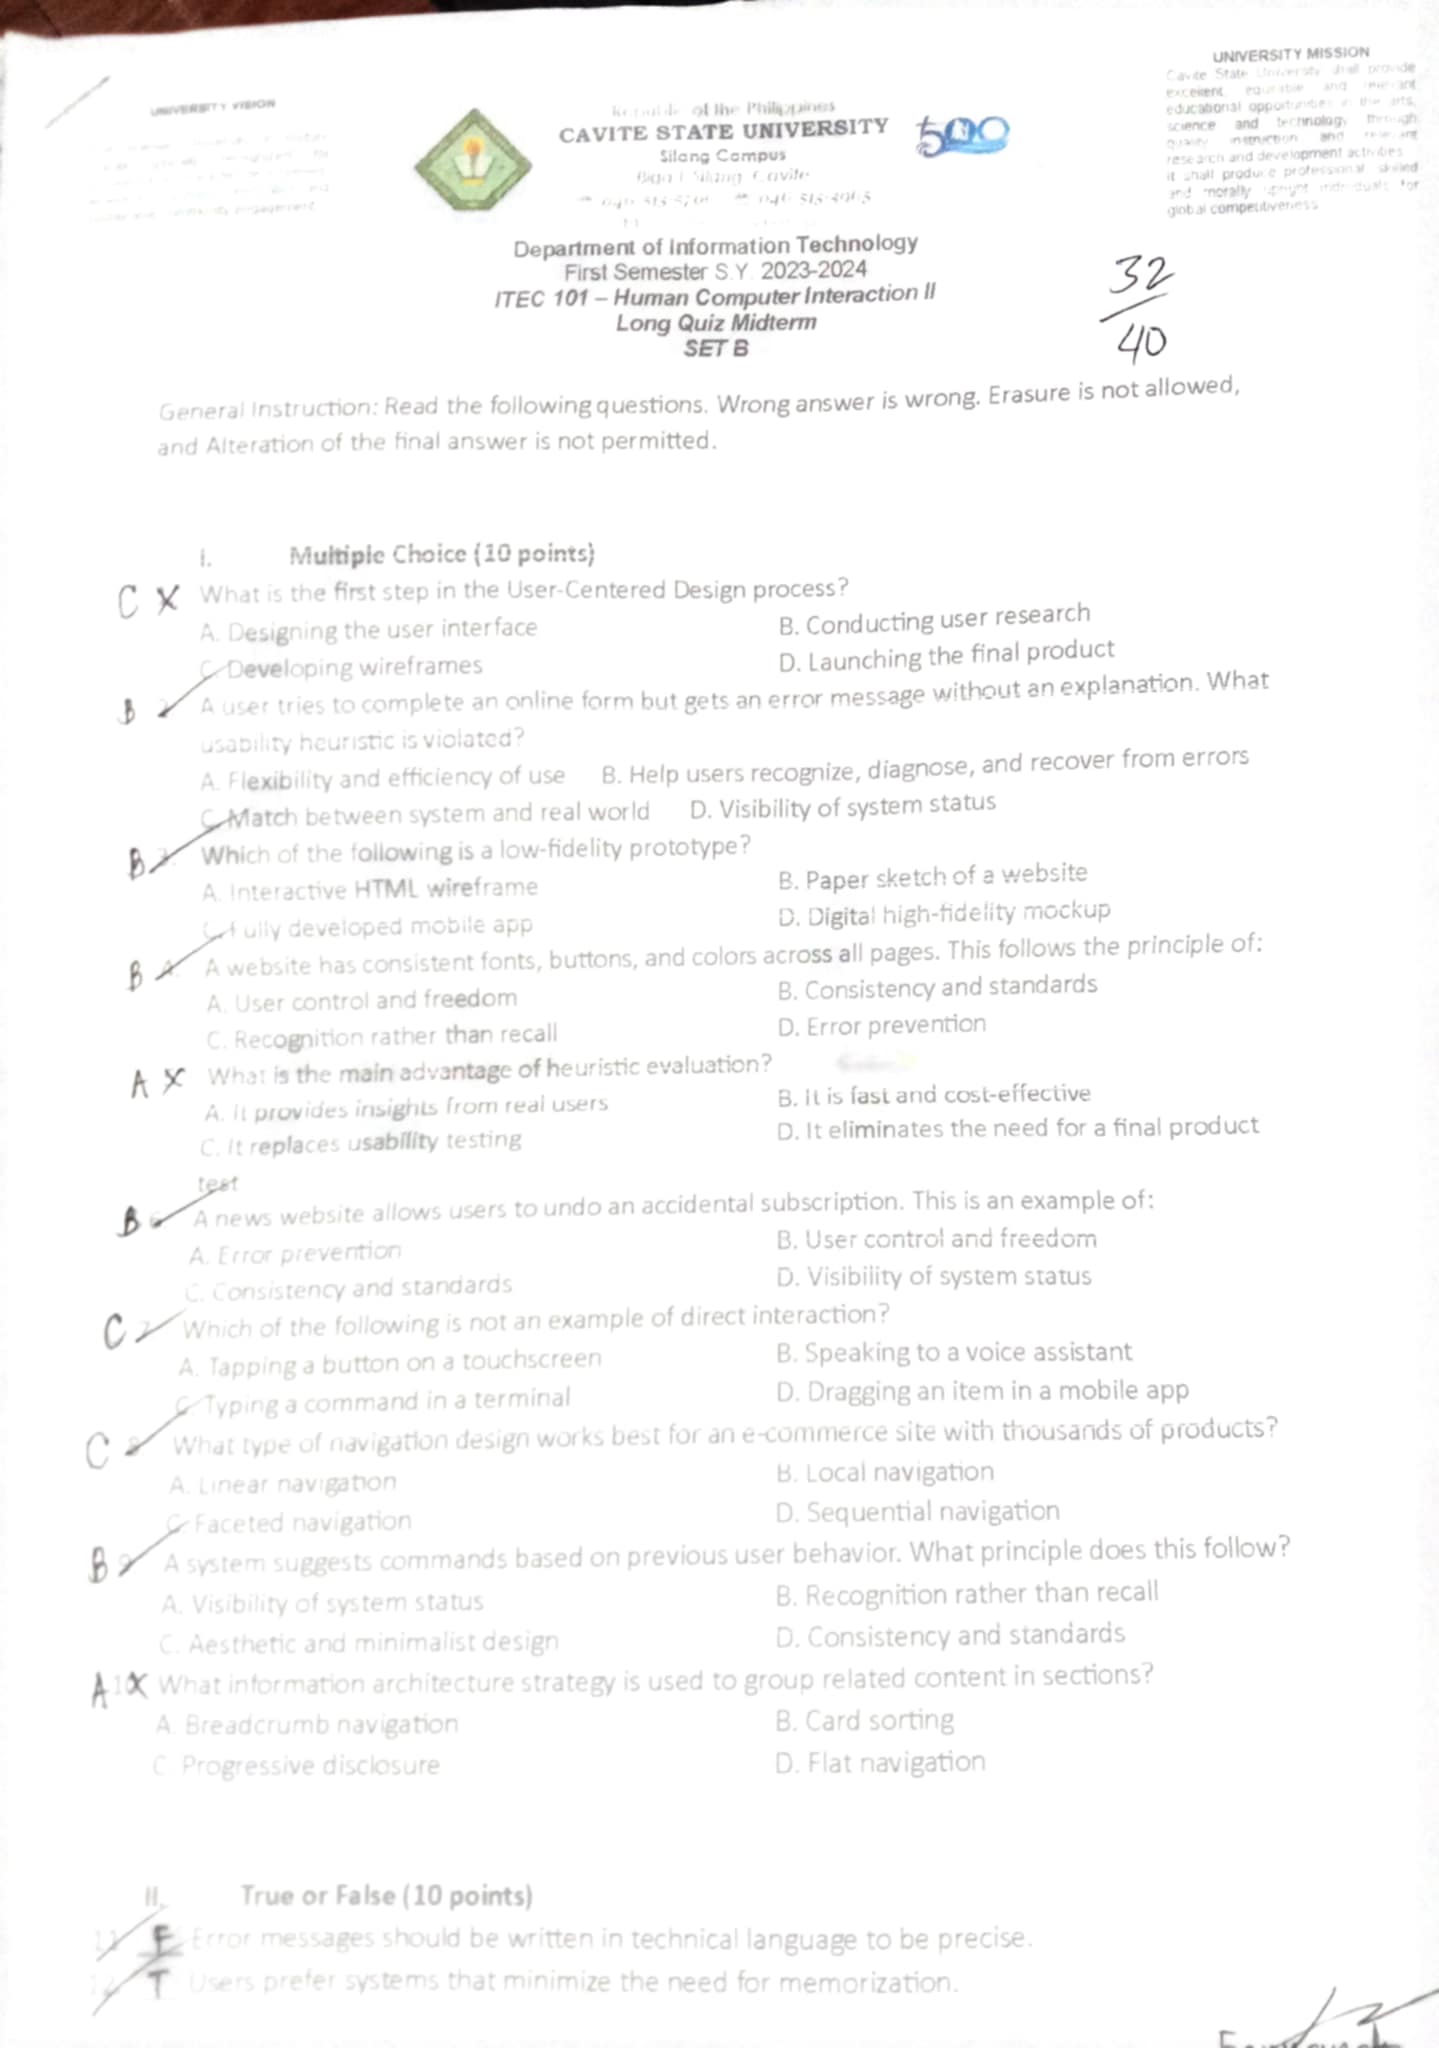 UNIVERSITY VISION
Republic of the Philippines
CAVITE STATE UNIVERSITY
Silang Campus
Biga I, Silang, Cavite
500
UNIVERSITY MISSION
Cavite State University shall provide
excellent, equitable and relevant
educational opportunities in the arts,
science and technology through
quality instruction and relevant
research and development activities
it shall produce professional, skilled
and morally upright individuals for
global competitiveness
Department of Information Technology
First Semester S.Y. 2023-2024
ITEC 101 – Human Computer Interaction II
Long Quiz Midterm
SET B
32
40
General Instruction: Read the following questions. Wrong answer is wrong. Erasure is not allowed,
and Alteration of the final answer is not permitted.
I. Multiple Choice (10 points)
C X What is the first step in the User-Centered Design process?
A. Designing the user interface B. Conducting user research
C. Developing wireframes D. Launching the final product
B 2. A user tries to complete an online form but gets an error message without an explanation. What
usability heuristic is violated?
A. Flexibility and efficiency of use B. Help users recognize, diagnose, and recover from errors
C. Match between system and real world D. Visibility of system status
B 3. Which of the following is a low-fidelity prototype?
A. Interactive HTML wireframe B. Paper sketch of a website
C. Fully developed mobile app D. Digital high-fidelity mockup
B 4. A website has consistent fonts, buttons, and colors across all pages. This follows the principle of:
A. User control and freedom B. Consistency and standards
C. Recognition rather than recall D. Error prevention
A X What is the main advantage of heuristic evaluation?
A. It provides insights from real users B. It is fast and cost-effective
C. It replaces usability testing D. It eliminates the need for a final product
test
B 6. A news website allows users to undo an accidental subscription. This is an example of:
A. Error prevention B. User control and freedom
C. Consistency and standards D. Visibility of system status
C 7. Which of the following is not an example of direct interaction?
A. Tapping a button on a touchscreen B. Speaking to a voice assistant
C. Typing a command in a terminal D. Dragging an item in a mobile app
C 8. What type of navigation design works best for an e-commerce site with thousands of products?
A. Linear navigation B. Local navigation
C. Faceted navigation D. Sequential navigation
B 9. A system suggests commands based on previous user behavior. What principle does this follow?
A. Visibility of system status B. Recognition rather than recall
C. Aesthetic and minimalist design D. Consistency and standards
A 10 X What information architecture strategy is used to group related content in sections?
A. Breadcrumb navigation B. Card sorting
C. Progressive disclosure D. Flat navigation
II. True or False (10 points)
11. F Error messages should be written in technical language to be precise.
12. T Users prefer systems that minimize the need for memorization.